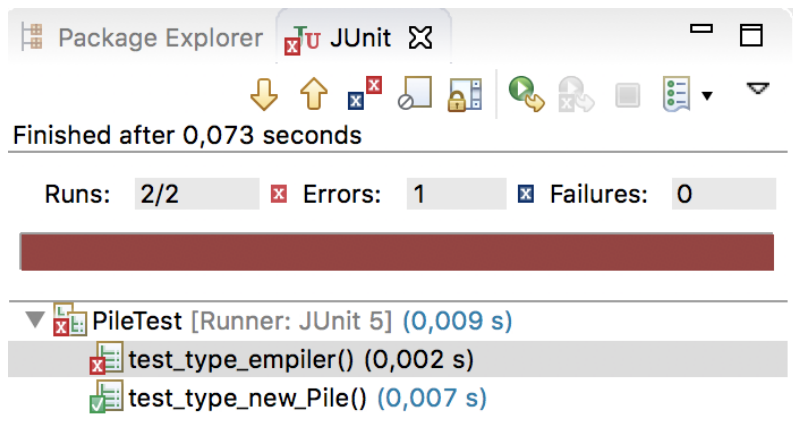 Package Explorer JUnit
Finished after 0,073 seconds
Runs: 2/2 Errors: 1 Failures: 0
PileTest [Runner: JUnit 5] (0,009 s)
test_type_empiler() (0,002 s)
test_type_new_Pile() (0,007 s)